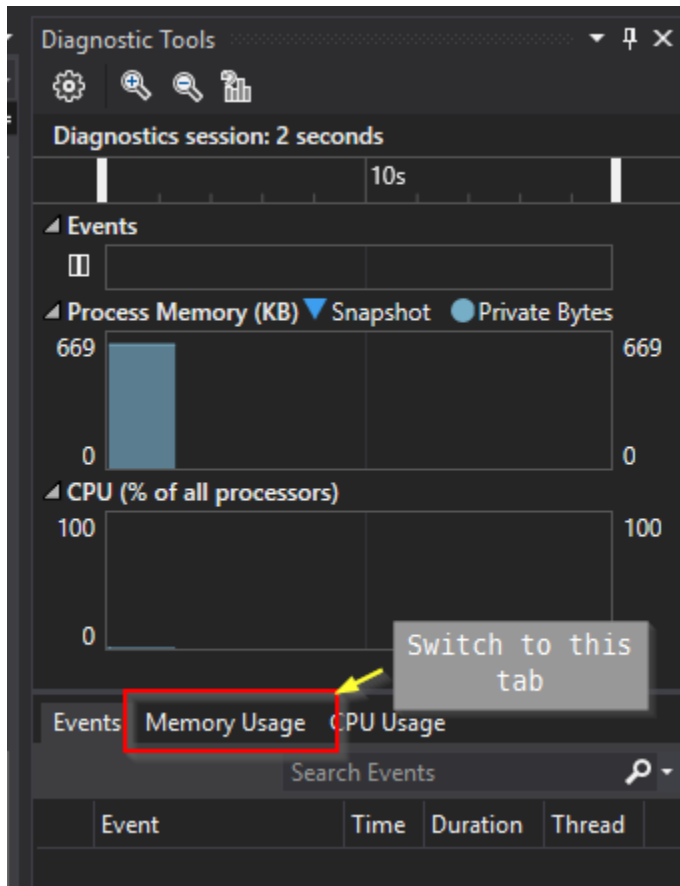 Diagnostic Tools
Diagnostics session: 2 seconds
10s
Events
Process Memory (KB) Snapshot Private Bytes
669 669
0 0
CPU (% of all processors)
100 100
0
Switch to this
tab
Events Memory Usage CPU Usage
Search Events
Event Time Duration Thread